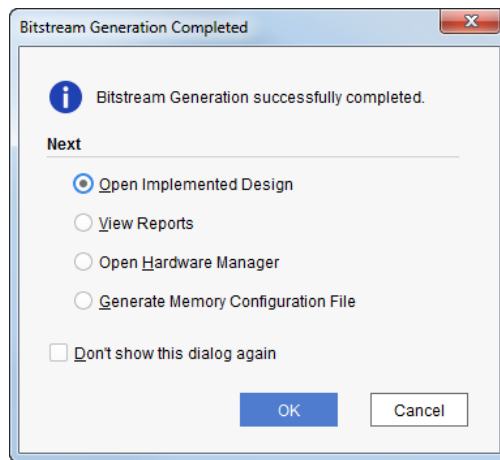 Bitstream Generation Completed
Bitstream Generation successfully completed.
Next
Open Implemented Design
View Reports
Open Hardware Manager
Generate Memory Configuration File
Don't show this dialog again
OK
Cancel